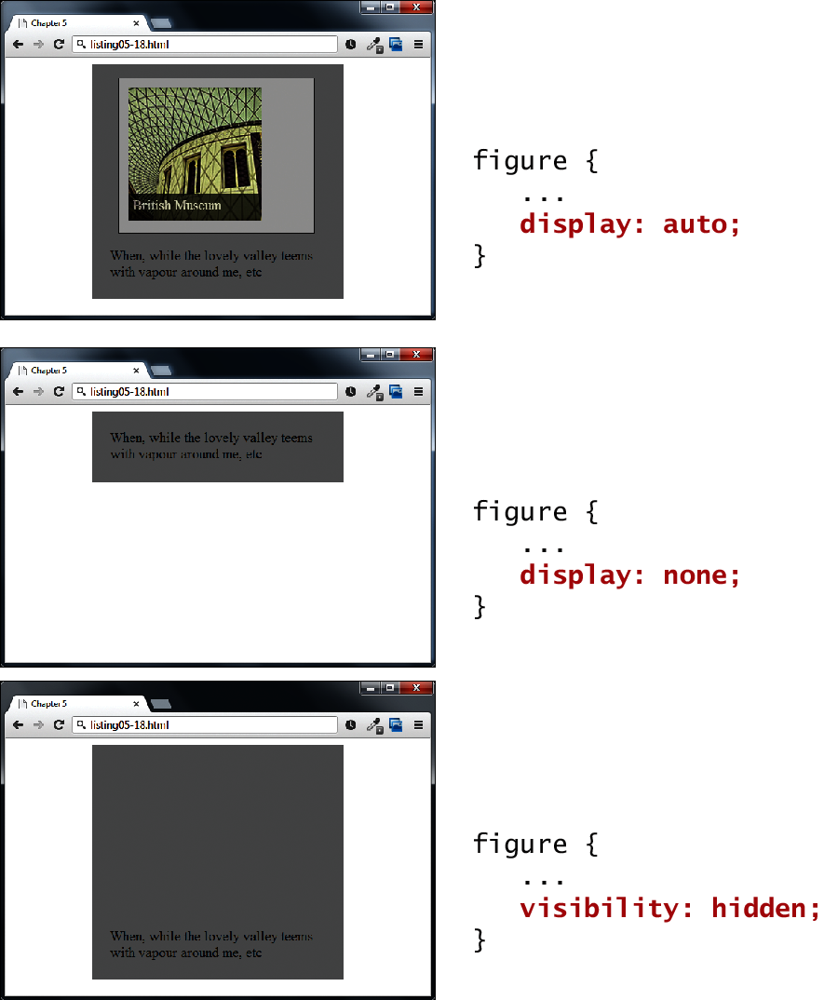 Chapter 5
listing05-18.html
British Museum
When, while the lovely valley teems
with vapour around me, etc
figure {
...
display: auto;
}
Chapter 5
listing05-18.html
When, while the lovely valley teems
with vapour around me, etc
figure {
...
display: none;
}
Chapter 5
listing05-18.html
When, while the lovely valley teems
with vapour around me, etc
figure {
...
visibility: hidden;
}